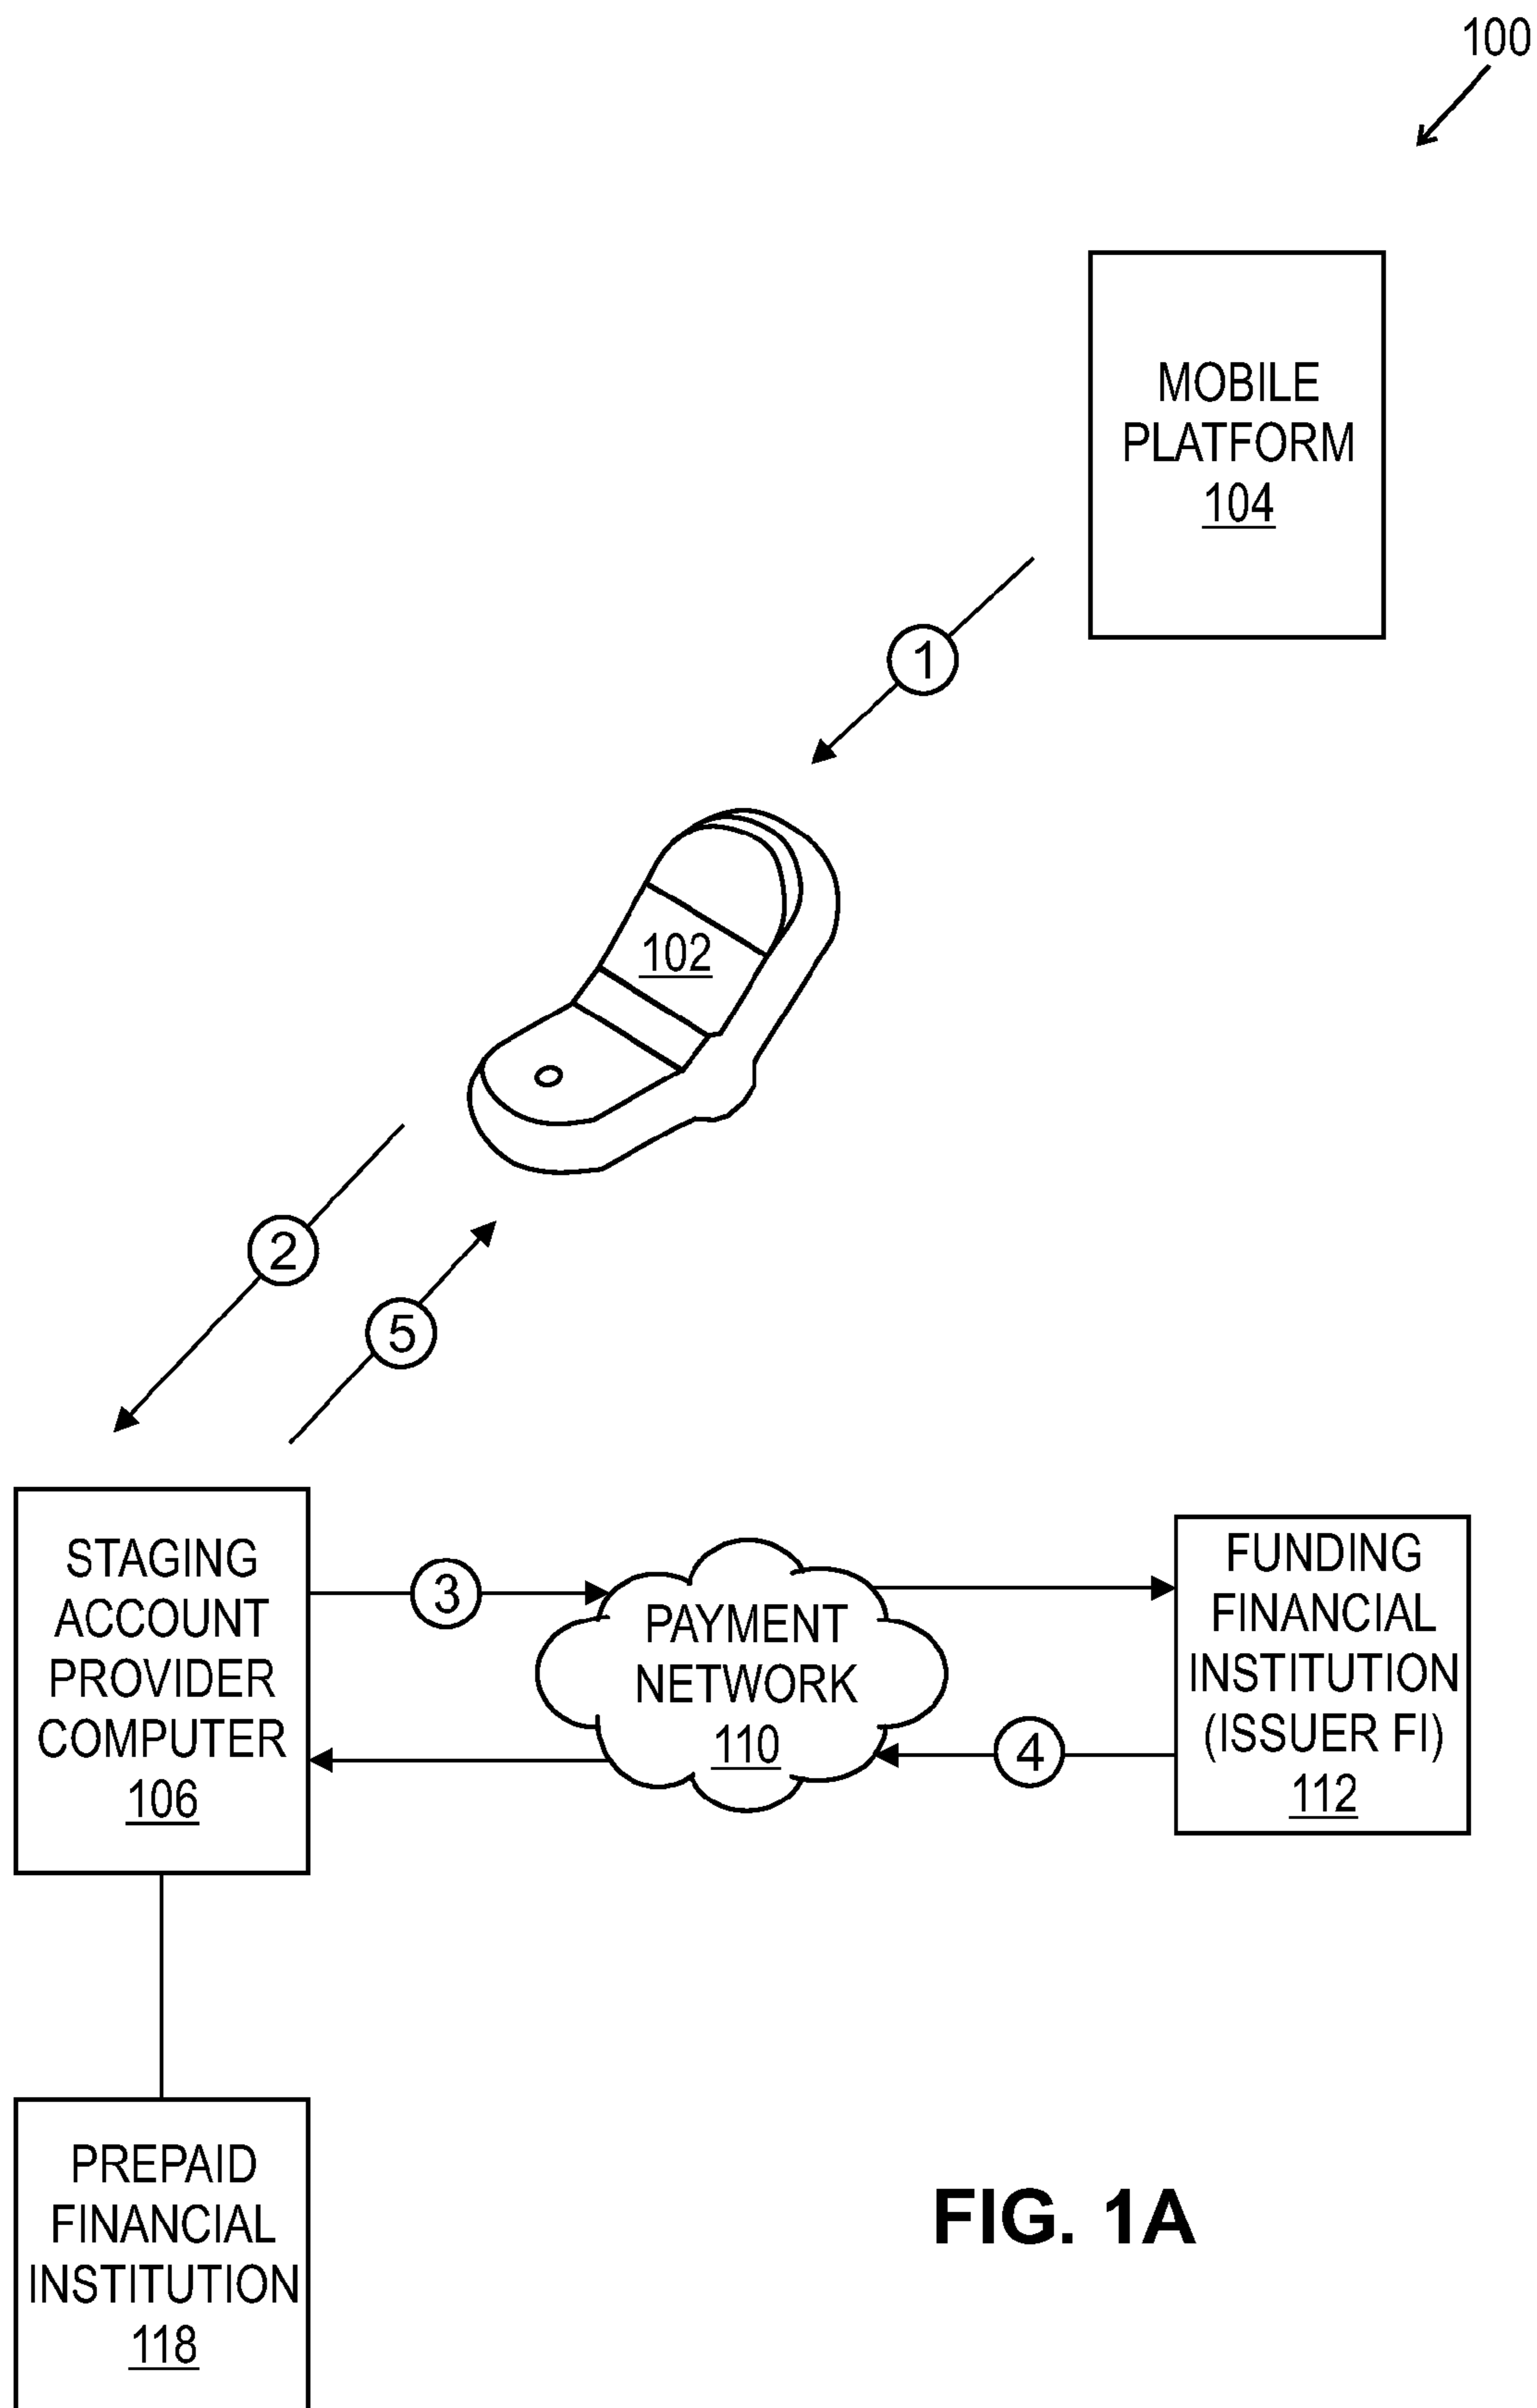 100
MOBILE
PLATFORM
104
1
102
2
5
STAGING
ACCOUNT
PROVIDER
COMPUTER
106
3
PAYMENT
NETWORK
110
4
FUNDING
FINANCIAL
INSTITUTION
(ISSUER FI)
112
PREPAID
FINANCIAL
INSTITUTION
118
FIG. 1A